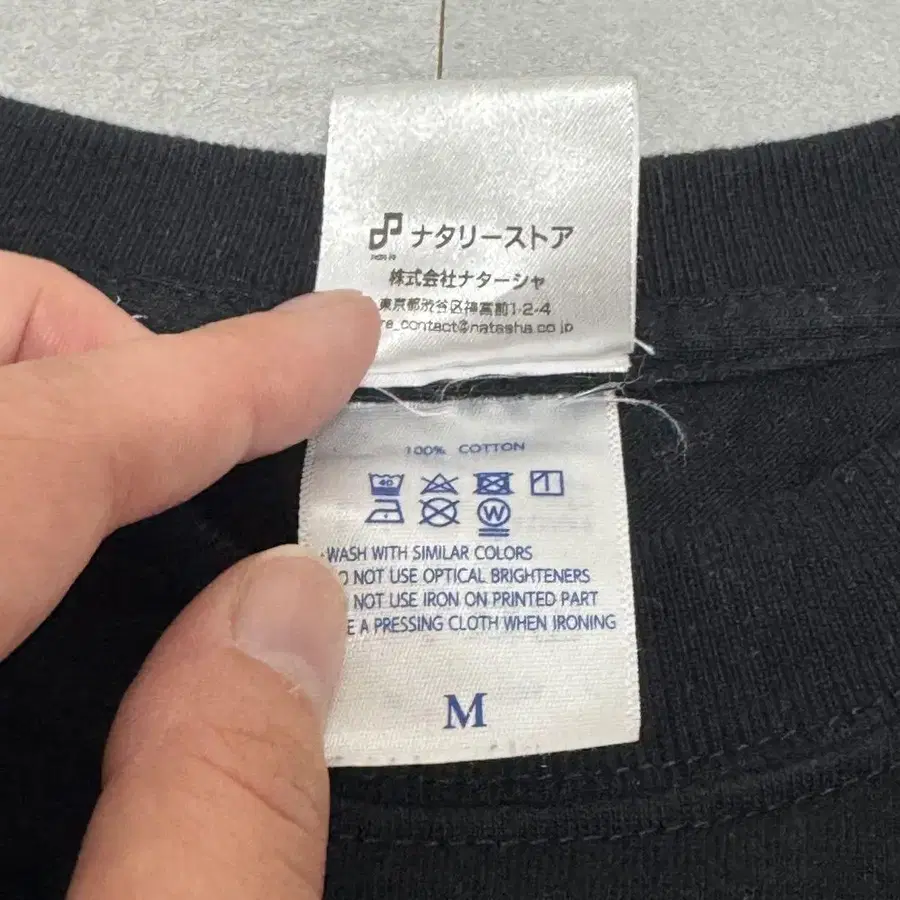 ナタリーストア
株式会社ナターシャ
東京都渋谷区神宮前1-2-4
re_contact@natasha.co.jp
100% COTTON
40
1
W
WASH WITH SIMILAR COLORS
O NOT USE OPTICAL BRIGHTENERS
NOT USE IRON ON PRINTED PART
E A PRESSING CLOTH WHEN IRONING
M